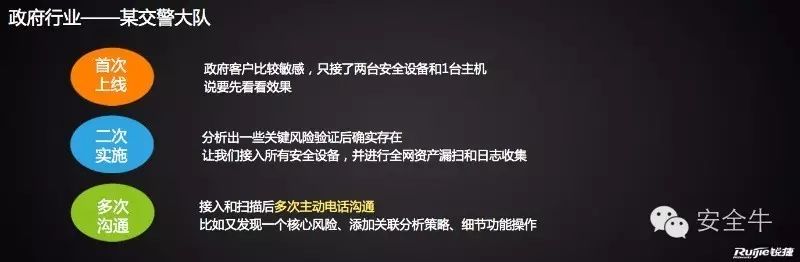 政府行业——某交警大队
首次
上线
政府客户比较敏感，只接了两台安全设备和1台主机
说要先看看效果
二次
实施
分析出一些关键风险验证后确实存在
让我们接入所有安全设备，并进行全网资产漏扫和日志收集
多次
沟通
接入和扫描后多次主动电话沟通
比如又发现一个核心风险、添加关联分析策略、细节功能操作
安全牛
Ruijie锐捷